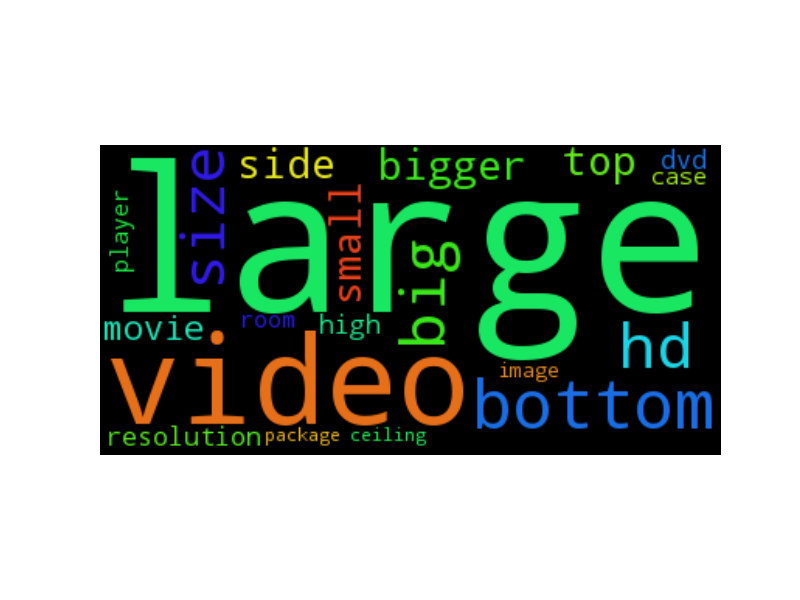 side bigger top dvd
case
player size large small big
movie room high hd
video image
bottom
resolution package ceiling